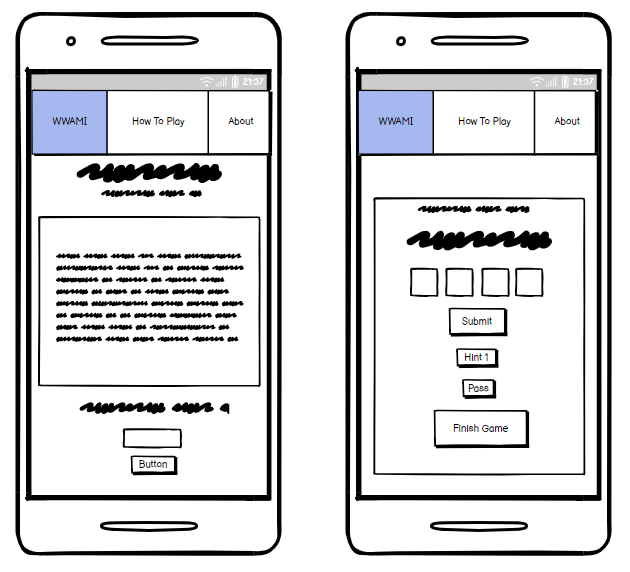 21:37
WWAMI How To Play About
Button
21:37
WWAMI How To Play About
Submit
Hint 1
Pass
Finish Game